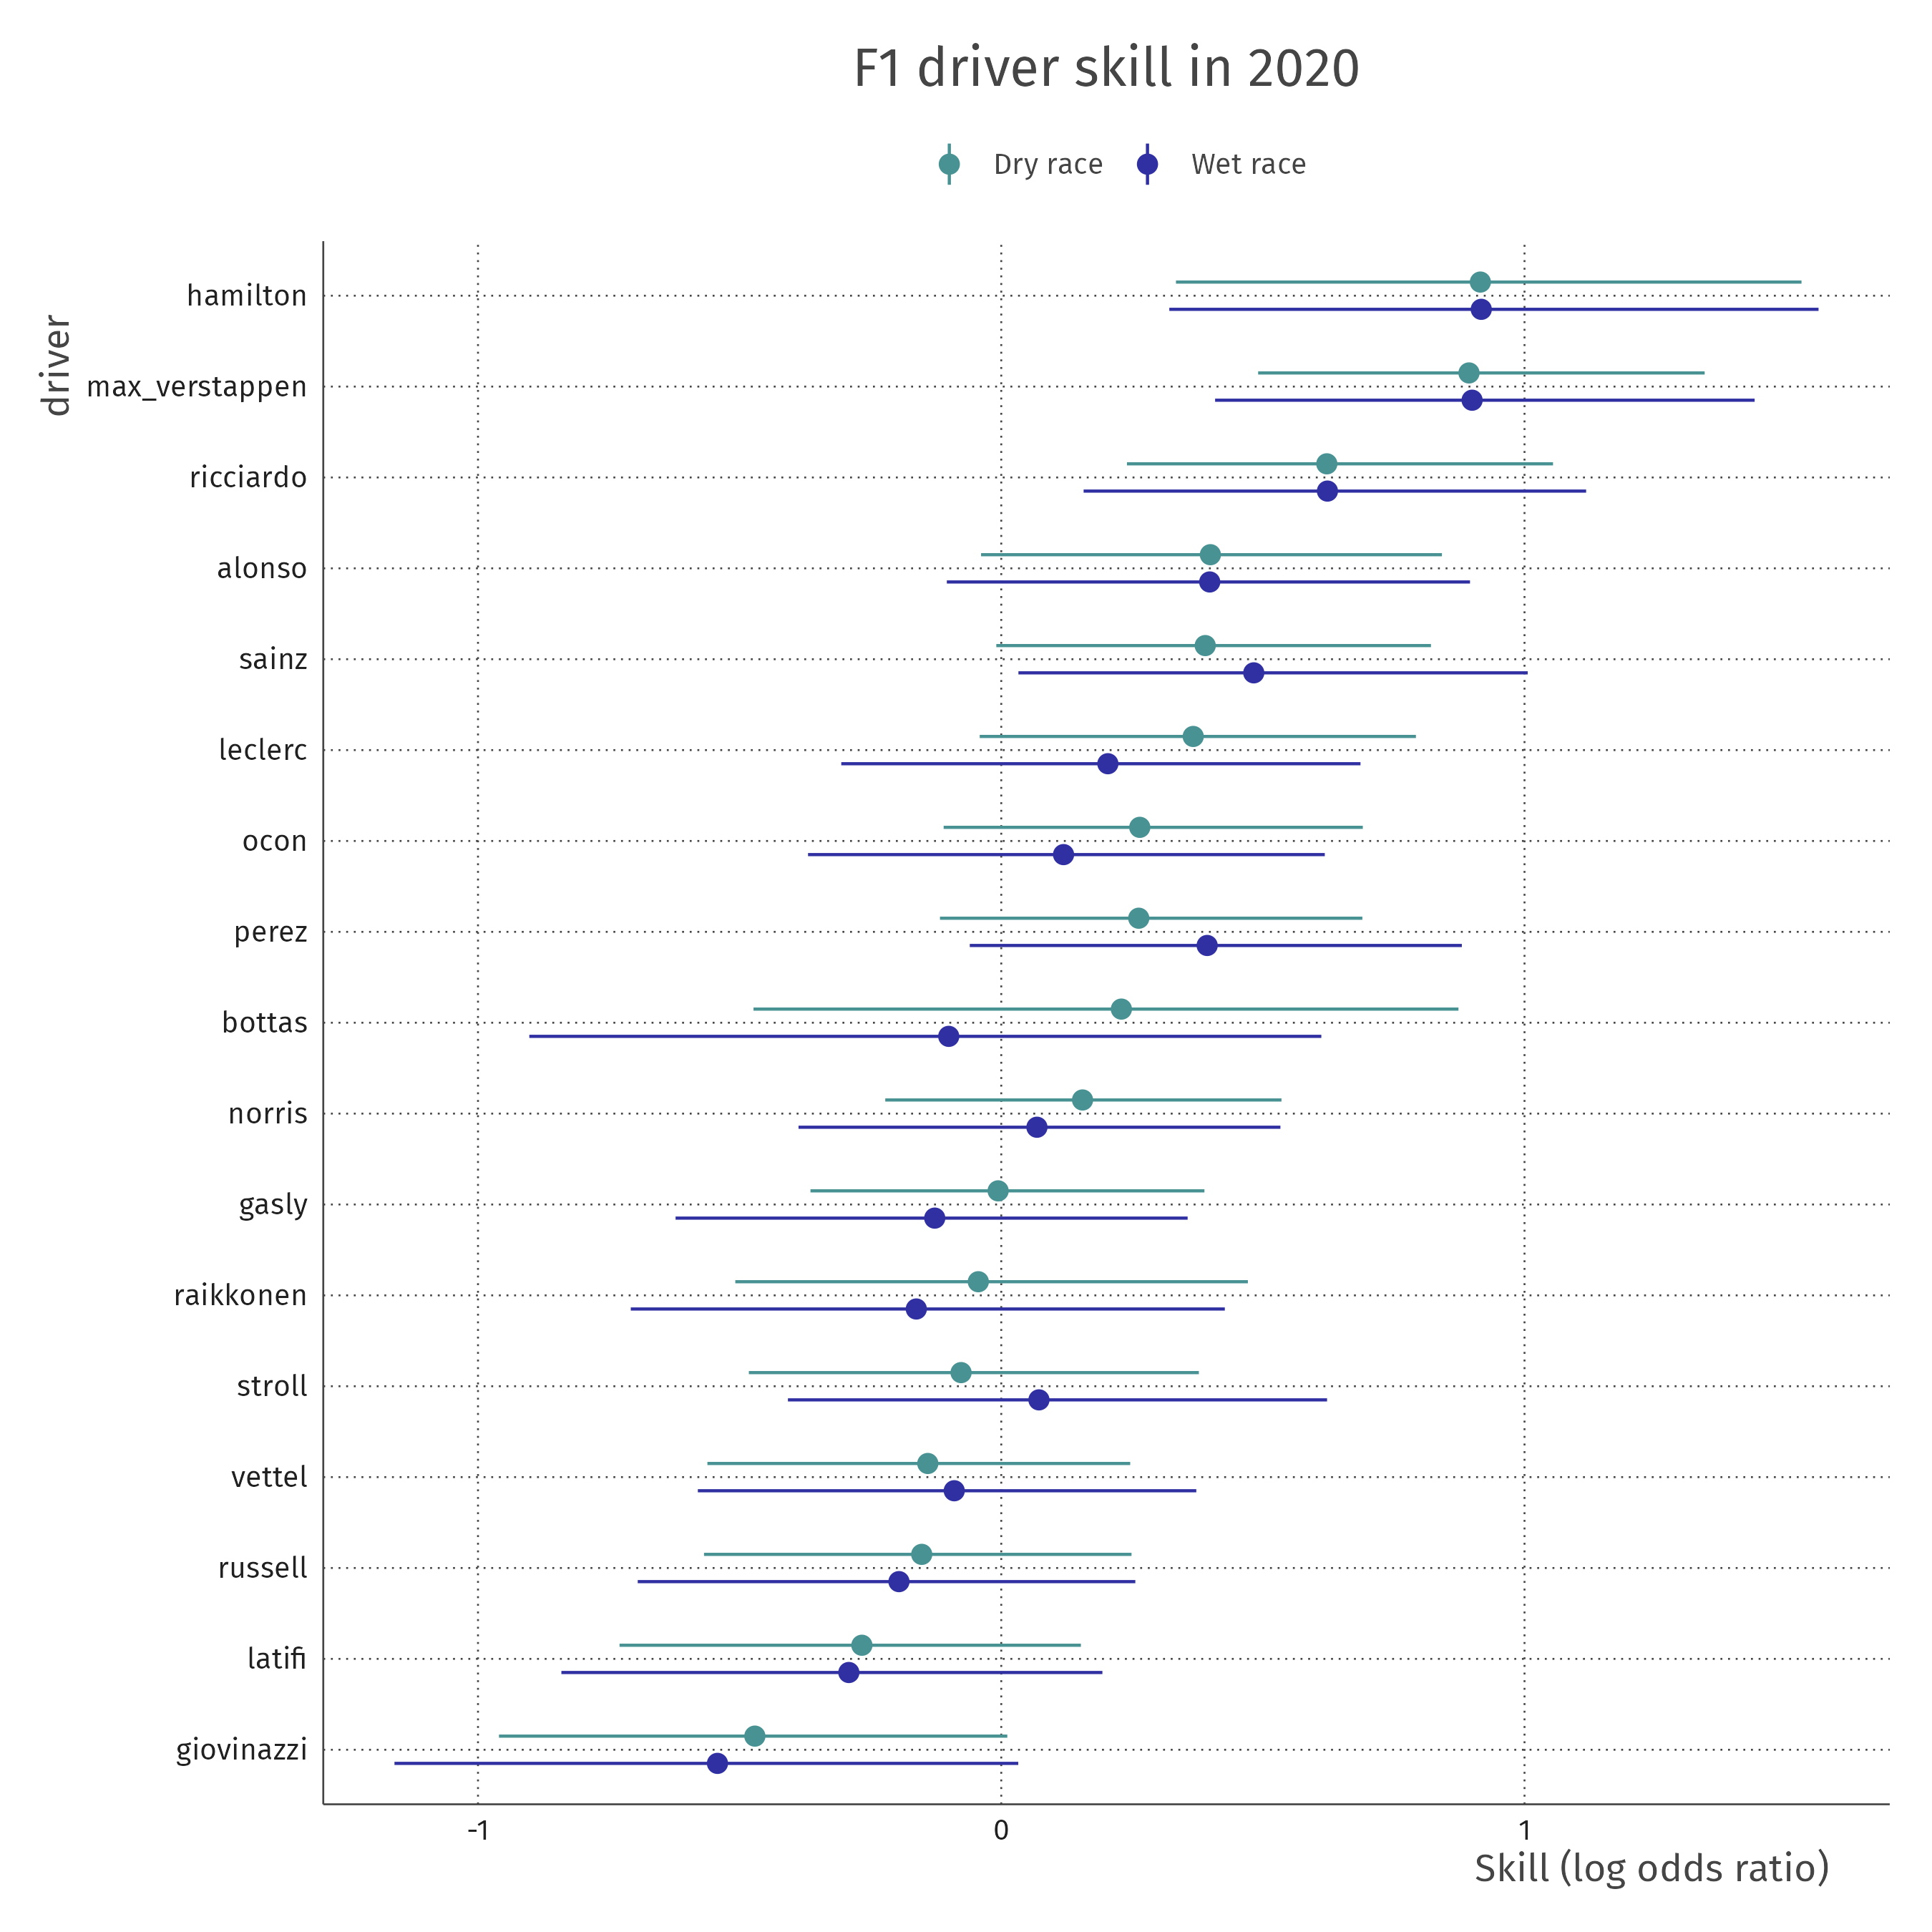 F1 driver skill in 2020
Dry race
Wet race
driver
hamilton
max_verstappen
ricciardo
alonso
sainz
leclerc
ocon
perez
bottas
norris
gasly
raikkonen
stroll
vettel
russell
latifi
giovinazzi
-1
0
1
Skill (log odds ratio)